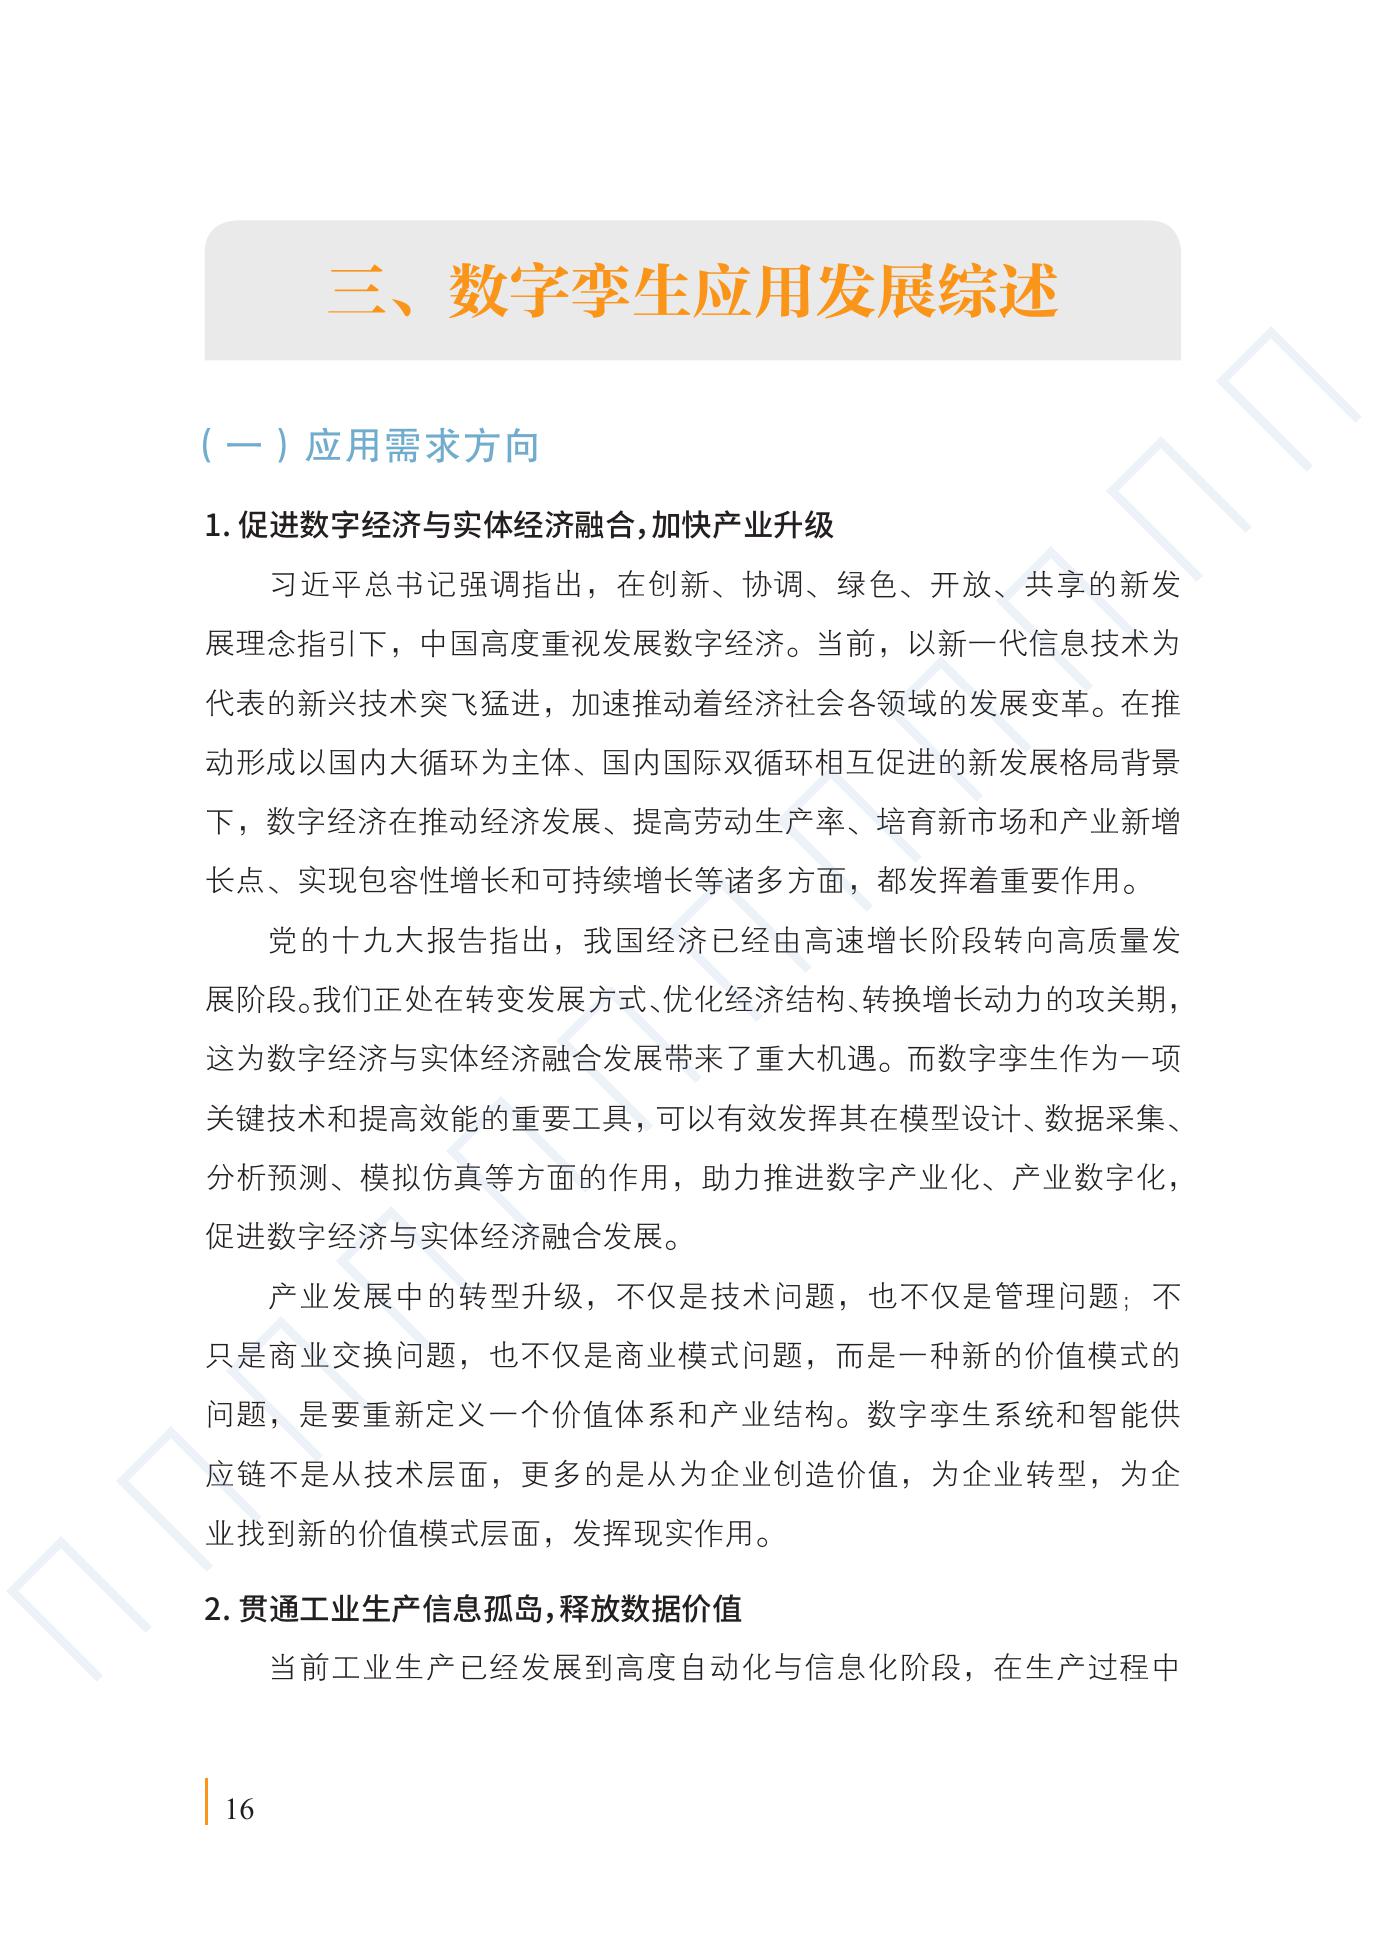 三、数字孪生应用发展综述
（一）应用需求方向
1. 促进数字经济与实体经济融合，加快产业升级
习近平总书记强调指出，在创新、协调、绿色、开放、共享的新发
展理念指引下，中国高度重视发展数字经济。当前，以新一代信息技术为
代表的新兴技术突飞猛进，加速推动着经济社会各领域的发展变革。在推
动形成以国内大循环为主体、国内国际双循环相互促进的新发展格局背景
下，数字经济在推动经济发展、提高劳动生产率、培育新市场和产业新增
长点、实现包容性增长和可持续增长等诸多方面，都发挥着重要作用。
党的十九大报告指出，我国经济已经由高速增长阶段转向高质量发
展阶段。我们正处在转变发展方式、优化经济结构、转换增长动力的攻关期，
这为数字经济与实体经济融合发展带来了重大机遇。而数字孪生作为一项
关键技术和提高效能的重要工具，可以有效发挥其在模型设计、数据采集、
分析预测、模拟仿真等方面的作用，助力推进数字产业化、产业数字化，
促进数字经济与实体经济融合发展。
产业发展中的转型升级，不仅是技术问题，也不仅是管理问题；不
只是商业交换问题，也不仅是商业模式问题，而是一种新的价值模式的
问题，是要重新定义一个价值体系和产业结构。数字孪生系统和智能供
应链不是从技术层面，更多的是从为企业创造价值，为企业转型，为企
业找到新的价值模式层面，发挥现实作用。
2. 贯通工业生产信息孤岛，释放数据价值
当前工业生产已经发展到高度自动化与信息化阶段，在生产过程中
16